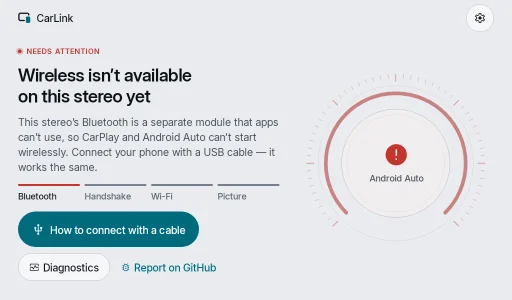 CarLink
NEEDS ATTENTION
Wireless isn’t available
on this stereo yet
This stereo’s Bluetooth is a separate module that apps
can’t use, so CarPlay and Android Auto can’t start
wirelessly. Connect your phone with a USB cable — it
works the same.
Bluetooth
Handshake
Wi-Fi
Picture
How to connect with a cable
Diagnostics
Report on GitHub
Android Auto